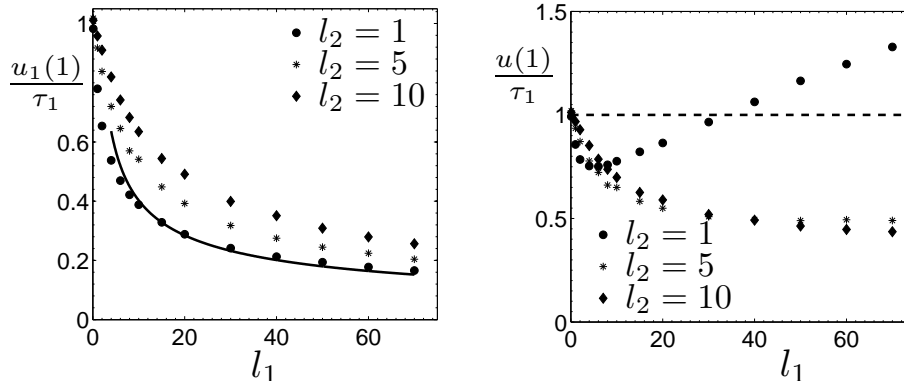 1
u₁(1)
τ₁
0.6
0.4
0.2
0
0
20
40
60
l₁
l₂ = 1
l₂ = 5
l₂ = 10
1.5
u(1)
τ₁
1
0.5
0
0
20
40
60
l₁
l₂ = 1
l₂ = 5
l₂ = 10